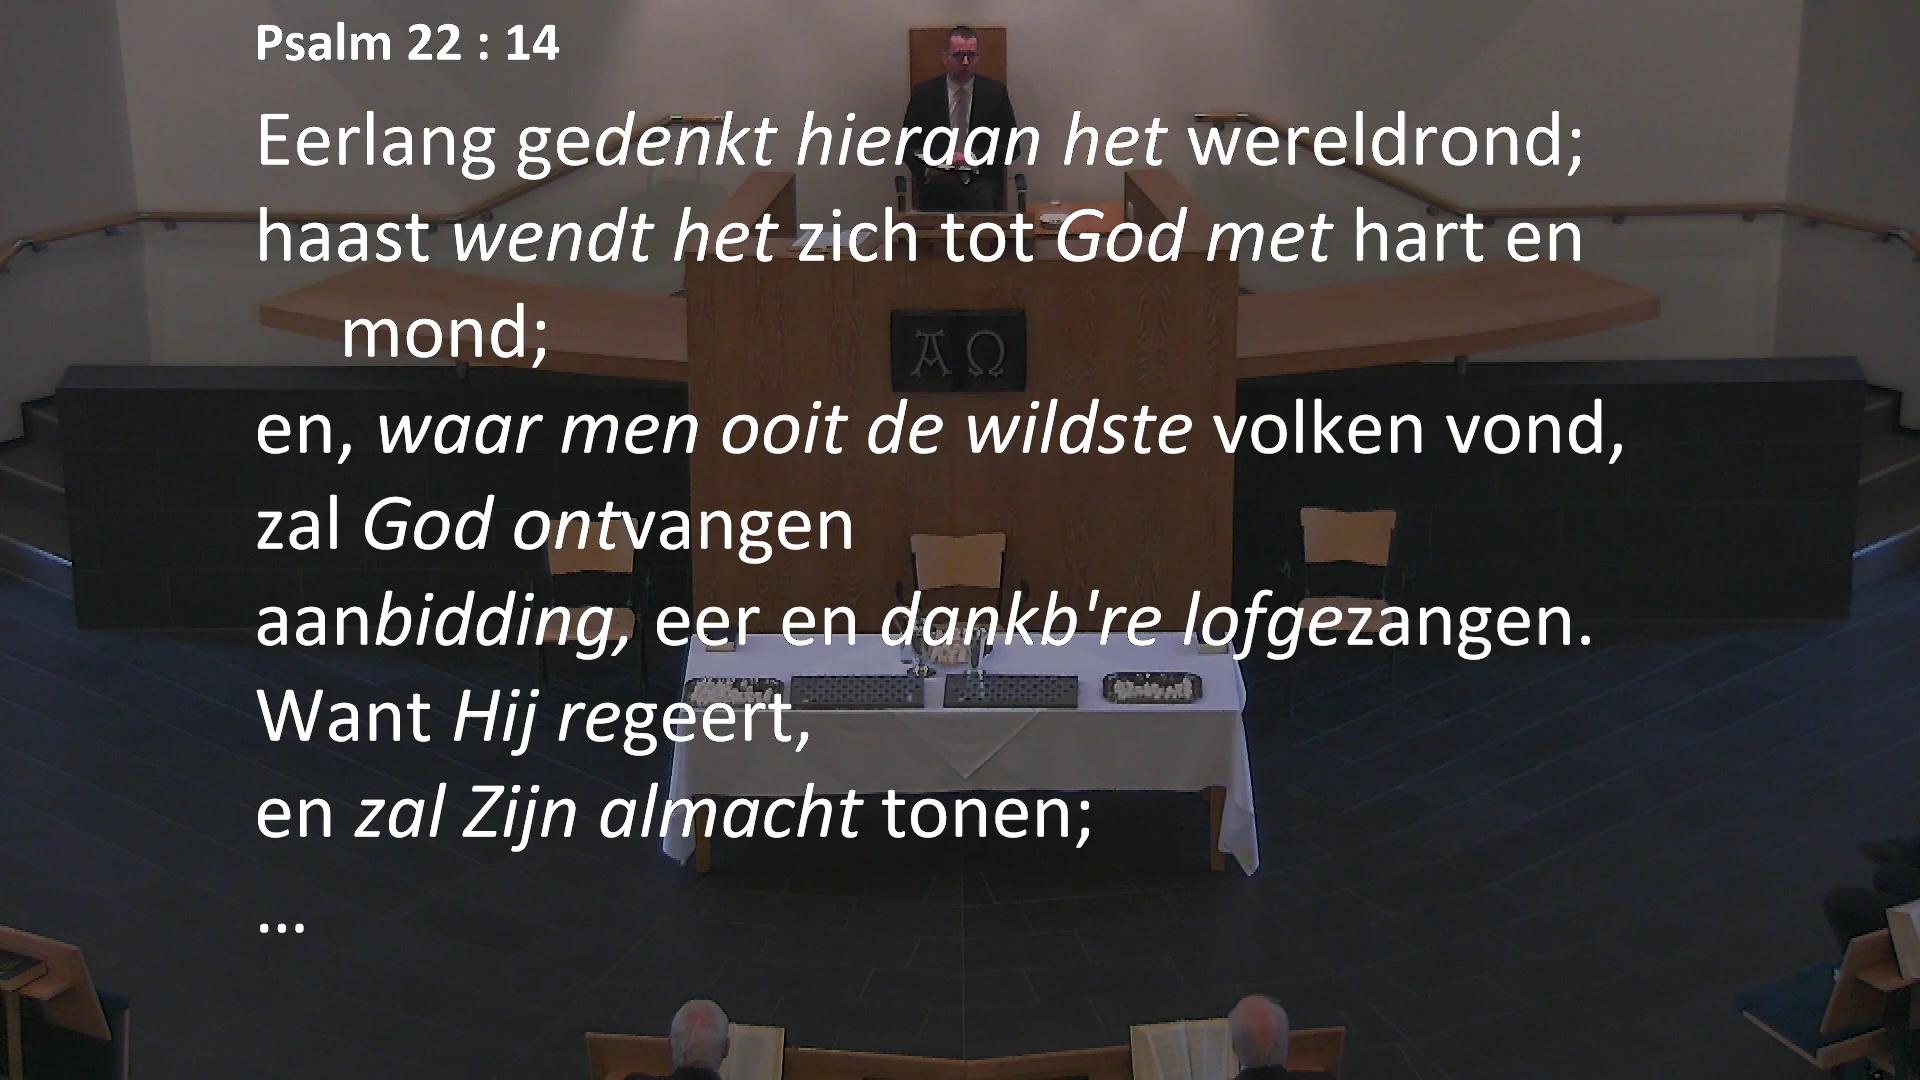 Psalm 22 : 14
Eerlang gedenkt hieraan het wereldrond;
haast wendt het zich tot God met hart en
mond;
en, waar men ooit de wildste volken vond,
zal God ontvangen
aanbidding, eer en dankb're lofgezangen.
Want Hij regeert,
en zal Zijn almacht tonen;
...
Α Ω